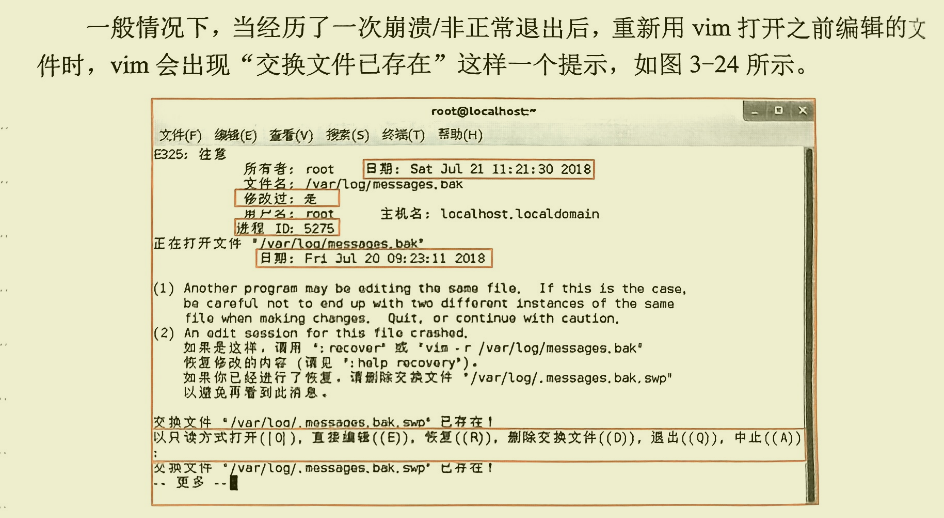 一般情况下，当经历了一次崩溃/非正常退出后，重新用 vim 打开之前编辑的文
件时，vim 会出现“交换文件已存在”这样一个提示，如图 3-24 所示。
root@localhost:~
文件(F) 编辑(E) 查看(V) 搜索(S) 终端(T) 帮助(H)
E325: 注意
所有者: root 日期: Sat Jul 21 11:21:30 2018
文件名: /var/log/messages.bak
修改过: 是
用户名: root 主机名: localhost.localdomain
进程 ID: 5275
正在打开文件 "/var/log/messages.bak"
日期: Fri Jul 20 09:23:11 2018
(1) Another program may be editing the same file. If this is the case,
be careful not to end up with two different instances of the same
file when making changes. Quit, or continue with caution.
(2) An edit session for this file crashed.
如果是这样，请用 ":recover" 或 "vim -r /var/log/messages.bak"
恢复修改的内容 (请见 ":help recovery")。
如果你已经进行了恢复，请删除交换文件 "/var/log/.messages.bak.swp"
以避免再看到此消息。
交换文件 "/var/log/.messages.bak.swp" 已存在！
以只读方式打开([O]), 直接编辑((E)), 恢复((R)), 删除交换文件((D)), 退出((Q)), 中止((A))
:
交换文件 "/var/log/.messages.bak.swp" 已存在！
-- 更多 --